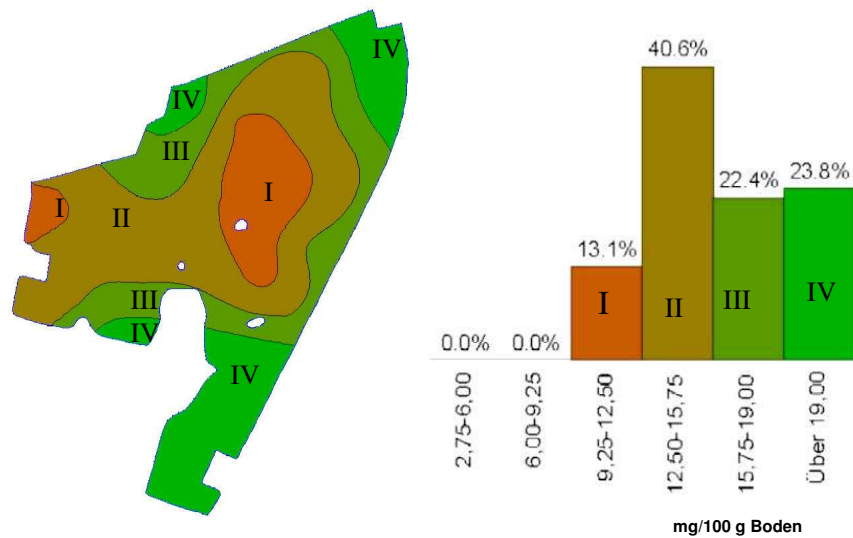 IV
IV
III
I
I
II
III
IV
IV
40.6%
23.8%
22.4%
13.1%
0.0% 0.0%
I II III IV
2,75-6,00
6,00-9,25
9,25-12,50
12,50-15,75
15,75-19,00
Über 19,00
mg/100 g Boden